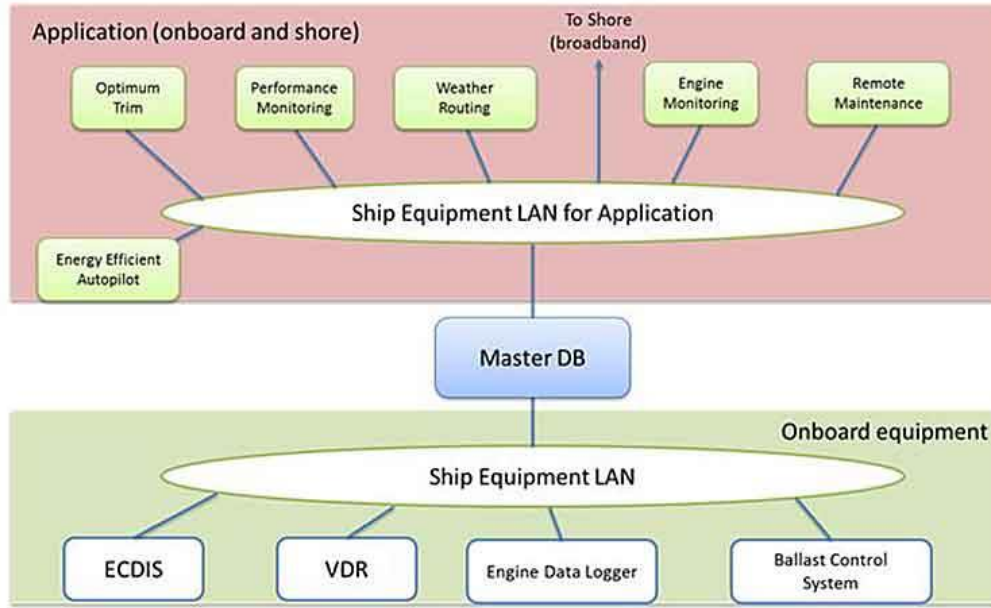 Application (onboard and shore)
To Shore
(broadband)
Optimum
Trim
Performance
Monitoring
Weather
Routing
Engine
Monitoring
Remote
Maintenance
Ship Equipment LAN for Application
Energy Efficient
Autopilot
Master DB
Onboard equipment
Ship Equipment LAN
ECDIS
VDR
Engine Data Logger
Ballast Control
System